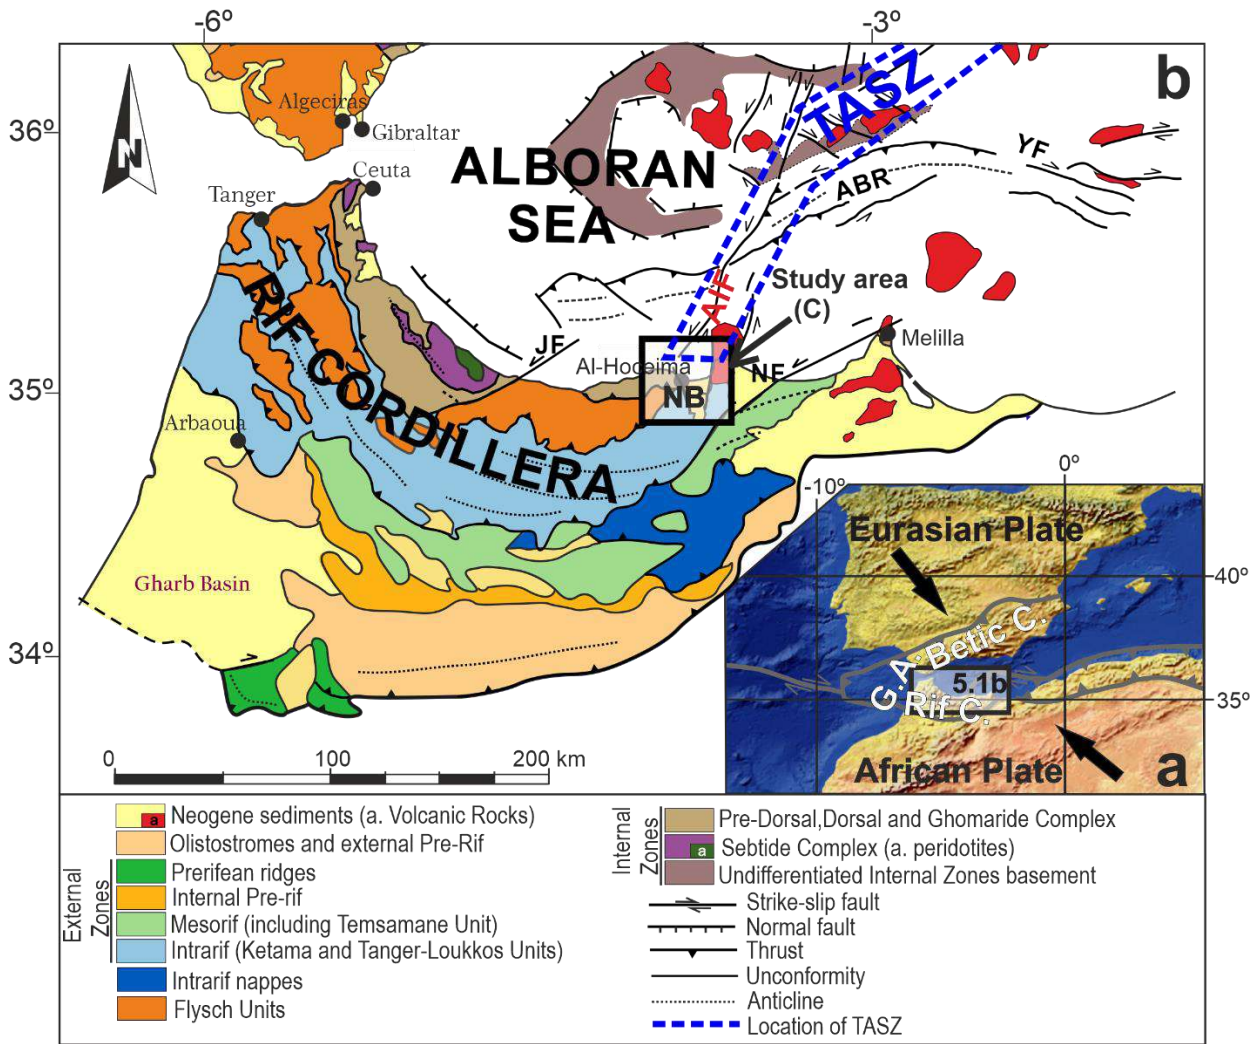 -6º
-3º
b
36º
35º
34º
N
Algeciras
Gibraltar
Ceuta
Tanger
ALBORAN
SEA
TASZ
YF
ABR
AIF
Study area
(C)
JF
Al-Hoceima
NB
NF
Melilla
RIF CORDILLERA
Arbaoua
Gharb Basin
0
100
200 km
-10º
0º
40º
35º
Eurasian Plate
G.A.
Betic C.
5.1b
Rif C.
African Plate
a
External
Zones
a
Neogene sediments (a. Volcanic Rocks)
Olistostromes and external Pre-Rif
Prerifean ridges
Internal Pre-rif
Mesorif (including Temsamane Unit)
Intrarif (Ketama and Tanger-Loukkos Units)
Intrarif nappes
Flysch Units
Internal
Zones
Pre-Dorsal,Dorsal and Ghomaride Complex
a
Sebtide Complex (a. peridotites)
Undifferentiated Internal Zones basement
Strike-slip fault
Normal fault
Thrust
Unconformity
Anticline
Location of TASZ